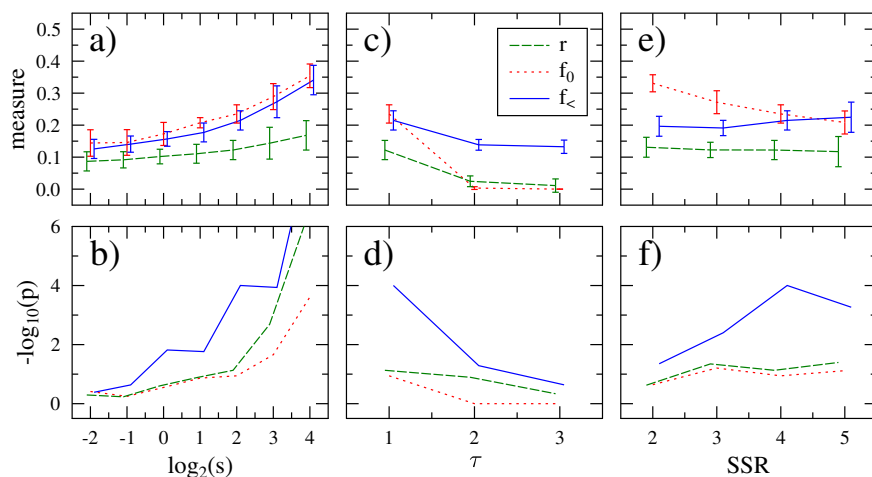 a)
c)
e)
r
f₀
f<
measure
0.5
0.4
0.3
0.2
0.1
0.0
b)
d)
f)
-log₁₀(p)
6
4
2
0
-2 -1 0 1 2 3 4
1 2 3
2 3 4 5
log₂(s)
τ
SSR